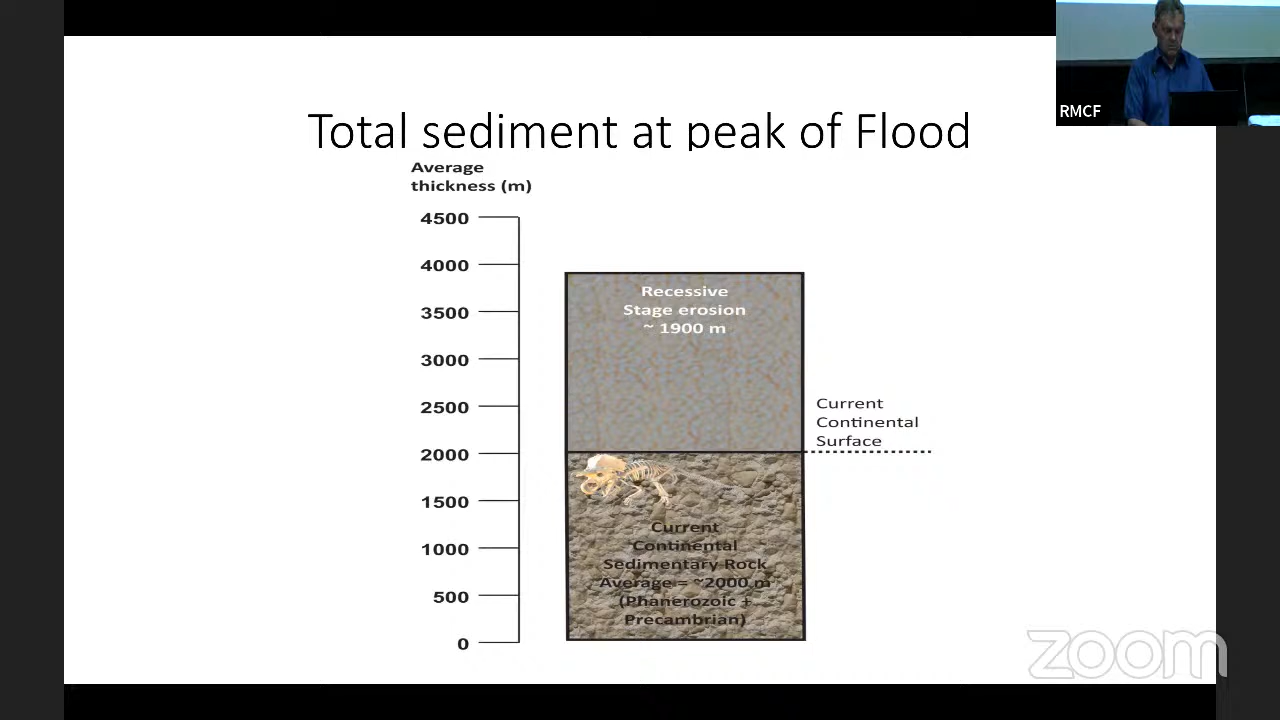 RMCF
Total sediment at peak of Flood
Average
thickness (m)
4500
4000
3500
3000
2500
2000
1500
1000
500
0
Recessive
Stage erosion
~ 1900 m
Current
Continental
Surface
Current
Continental
Sedimentary Rock
Average = ~2000 m
(Phanerozoic +
Precambrian)
zoom